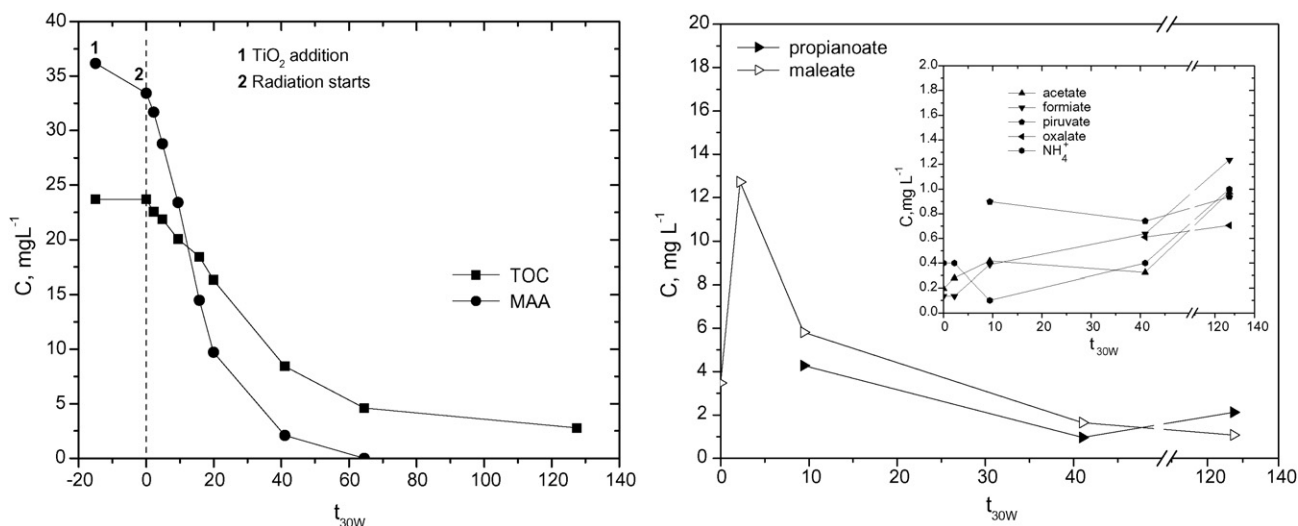 40
35
30
25
20
15
10
5
0
C, mgL⁻¹
1
2
1 TiO₂ addition
2 Radiation starts
TOC
MAA
-20 0 20 40 60 80 100 120 140
t30W
20
18
16
14
12
10
8
6
4
2
0
C, mg L⁻¹
propianoate
maleate
2.0
1.8
1.6
1.4
1.2
1.0
0.8
0.6
0.4
0.2
0.0
C, mg L⁻¹
acetate
formiate
piruvate
oxalate
NH₄⁺
0 10 20 30 40 120 140
t30W
0 10 20 30 40 120 130 140
t30W